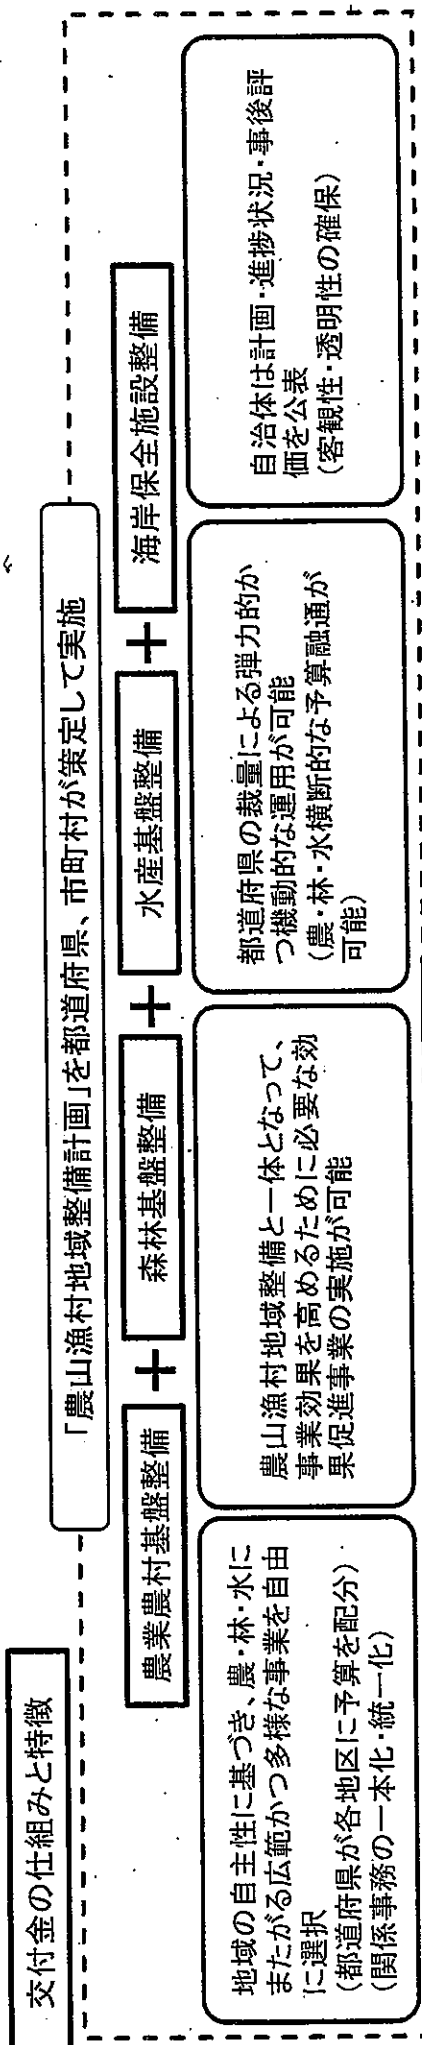 交付金の仕組みと特徴
「農山漁村地域整備計画」を都道府県、市町村が策定して実施
農業農村基盤整備
＋
森林基盤整備
＋
水産基盤整備
＋
海岸保全施設整備
地域の自主性に基づき、農・林・水に
またがる広範かつ多様な事業を自由
に選択
（都道府県が各地区に予算を配分）
（関係事務の一本化・統一化）
農山漁村地域整備と一体となって、
事業効果を高めるために必要な効
果促進事業の実施が可能
都道府県の裁量による弾力的か
つ機動的な運用が可能
（農・林・水横断的な予算融通が
可能）
自治体は計画・進捗状況・事後評
価を公表
（客観性・透明性の確保）